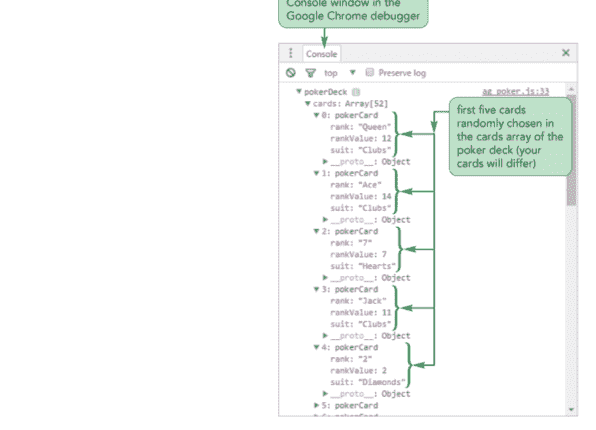 Console window in the
Google Chrome debugger
Console
top
Preserve log
pokerDeck
ag_poker.js:33
cards: Array[52]
0: pokerCard
rank: "Queen"
rankValue: 12
suit: "Clubs"
__proto__: Object
1: pokerCard
rank: "Ace"
rankValue: 14
suit: "Clubs"
__proto__: Object
2: pokerCard
rank: "7"
rankValue: 7
suit: "Hearts"
__proto__: Object
3: pokerCard
rank: "Jack"
rankValue: 11
suit: "Clubs"
__proto__: Object
4: pokerCard
rank: "2"
rankValue: 2
suit: "Diamonds"
__proto__: Object
5: pokerCard
first five cards
randomly chosen in
the cards array of the
poker deck (your
cards will differ)